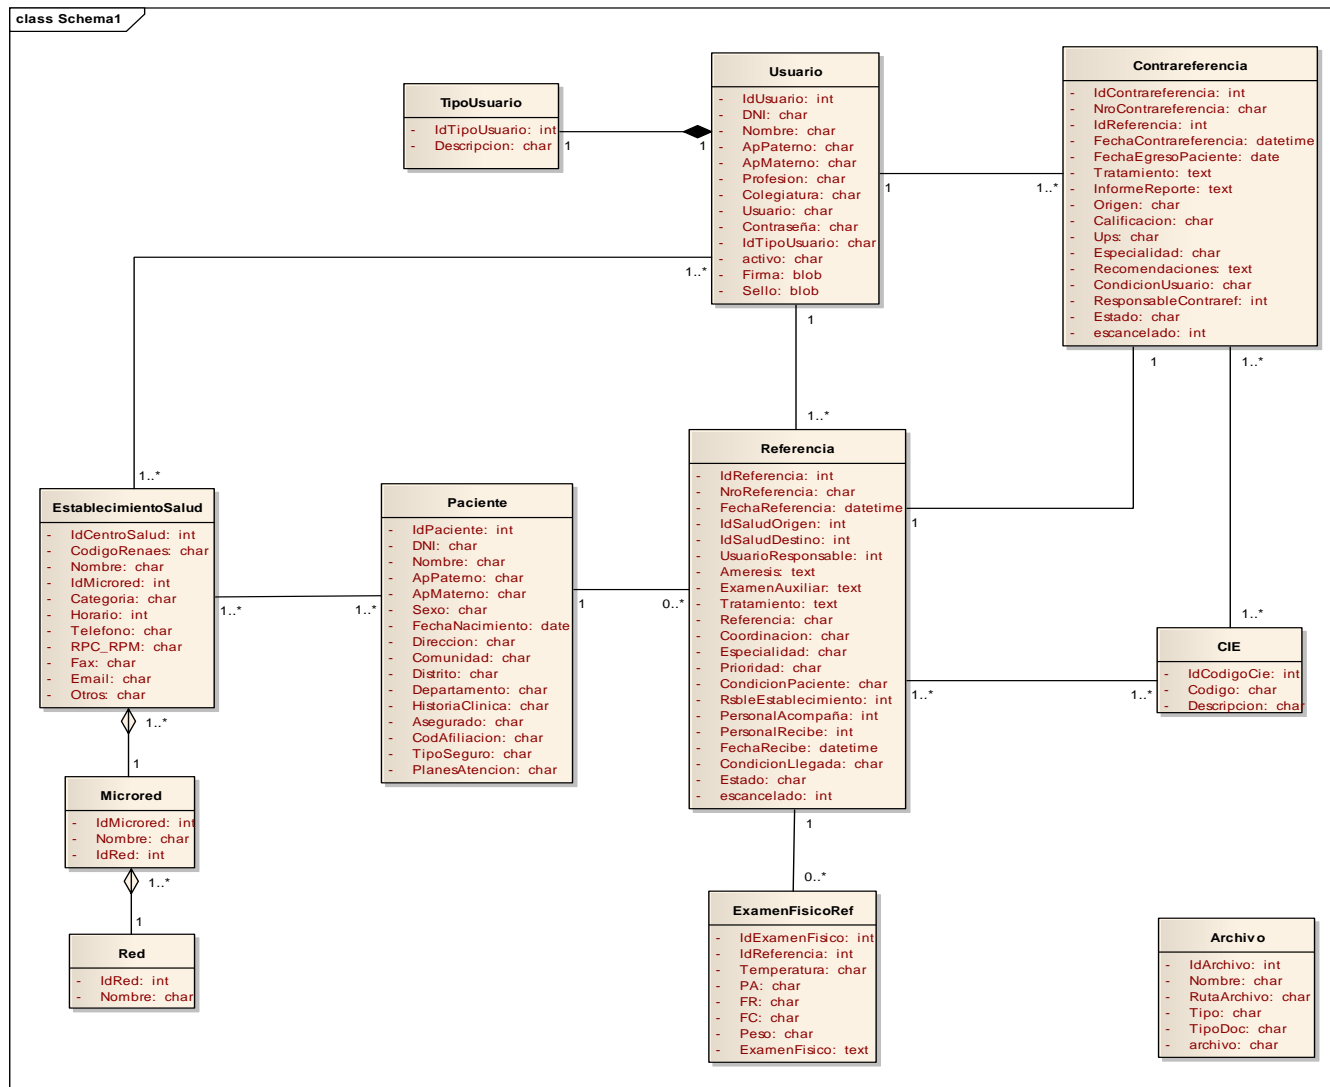 class Schema1
TipoUsuario
- IdTipoUsuario: int
- Descripcion: char
1
1
Usuario
- IdUsuario: int
- DNI: char
- Nombre: char
- ApPaterno: char
- ApMaterno: char
- Profesion: char
- Colegiatura: char
- Usuario: char
- Contraseña: char
- IdTipoUsuario: char
- activo: char
- Firma: blob
- Sello: blob
1
1..*
1..*
1
Contrareferencia
- IdContrareferencia: int
- NroContrareferencia: char
- IdReferencia: int
- FechaContrareferencia: datetime
- FechaEgresoPaciente: date
- Tratamiento: text
- InformeReporte: text
- Origen: char
- Calificacion: char
- Ups: char
- Especialidad: char
- Recomendaciones: text
- CondicionUsuario: char
- ResponsableContraref: int
- Estado: char
- escancelado: int
1
1..*
1..*
1..*
EstablecimientoSalud
- IdCentroSalud: int
- CodigoRenaes: char
- Nombre: char
- IdMicrored: int
- Categoria: char
- Horario: int
- Telefono: char
- RPC_RPM: char
- Fax: char
- Email: char
- Otros: char
1..*
1..*
Paciente
- IdPaciente: int
- DNI: char
- Nombre: char
- ApPaterno: char
- ApMaterno: char
- Sexo: char
- FechaNacimiento: date
- Direccion: char
- Comunidad: char
- Distrito: char
- Departamento: char
- HistoriaClinica: char
- Asegurado: char
- CodAfiliacion: char
- TipoSeguro: char
- PlanesAtencion: char
1
0..*
Referencia
- IdReferencia: int
- NroReferencia: char
- FechaReferencia: datetime
- IdSaludOrigen: int
- IdSaludDestino: int
- UsuarioResponsable: int
- Ameresis: text
- ExamenAuxiliar: text
- Tratamiento: text
- Referencia: char
- Coordinacion: char
- Especialidad: char
- Prioridad: char
- CondicionPaciente: char
- RsbleEstablecimiento: int
- PersonalAcompaña: int
- PersonalRecibe: int
- FechaRecibe: datetime
- CondicionLlegada: char
- Estado: char
- escancelado: int
1
1..*
1..*
1..*
CIE
- IdCodigoCie: int
- Codigo: char
- Descripcion: char
1..*
1
Microred
- IdMicrored: int
- Nombre: char
- IdRed: int
1..*
1
Red
- IdRed: int
- Nombre: char
1
0..*
ExamenFisicoRef
- IdExamenFisico: int
- IdReferencia: int
- Temperatura: char
- PA: char
- FR: char
- FC: char
- Peso: char
- ExamenFisico: text
Archivo
- IdArchivo: int
- Nombre: char
- RutaArchivo: char
- Tipo: char
- TipoDoc: char
- archivo: char